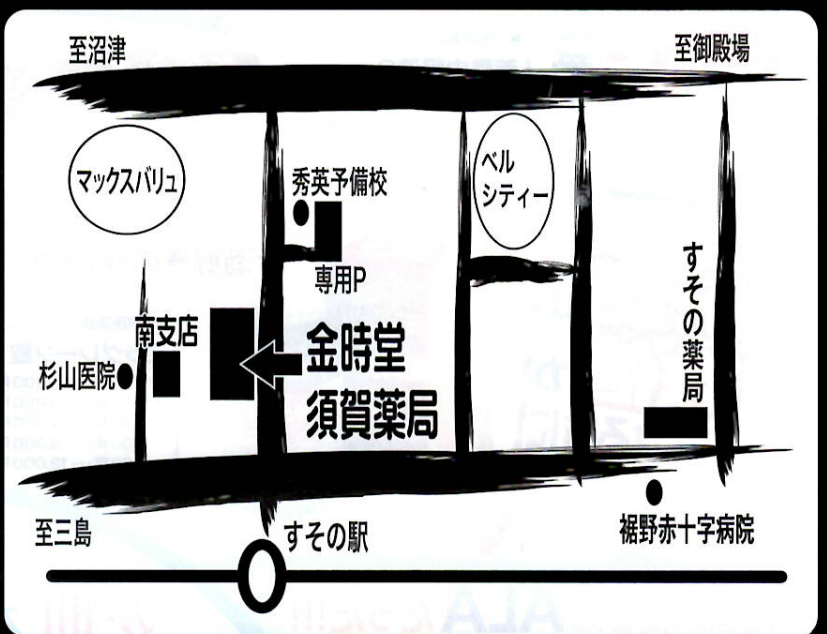 至沼津
至御殿場
マックスバリュ
秀英予備校
ベル
シティー
専用P
すその薬局
南支店
金時堂
須賀薬局
杉山医院
至三島
すその駅
裾野赤十字病院